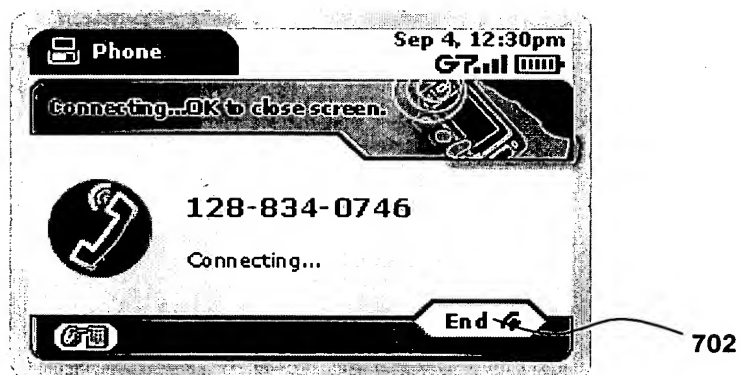 Phone
Sep 4, 12:30pm
G
Connecting...OK to close screen.
128-834-0746
Connecting...
End
702